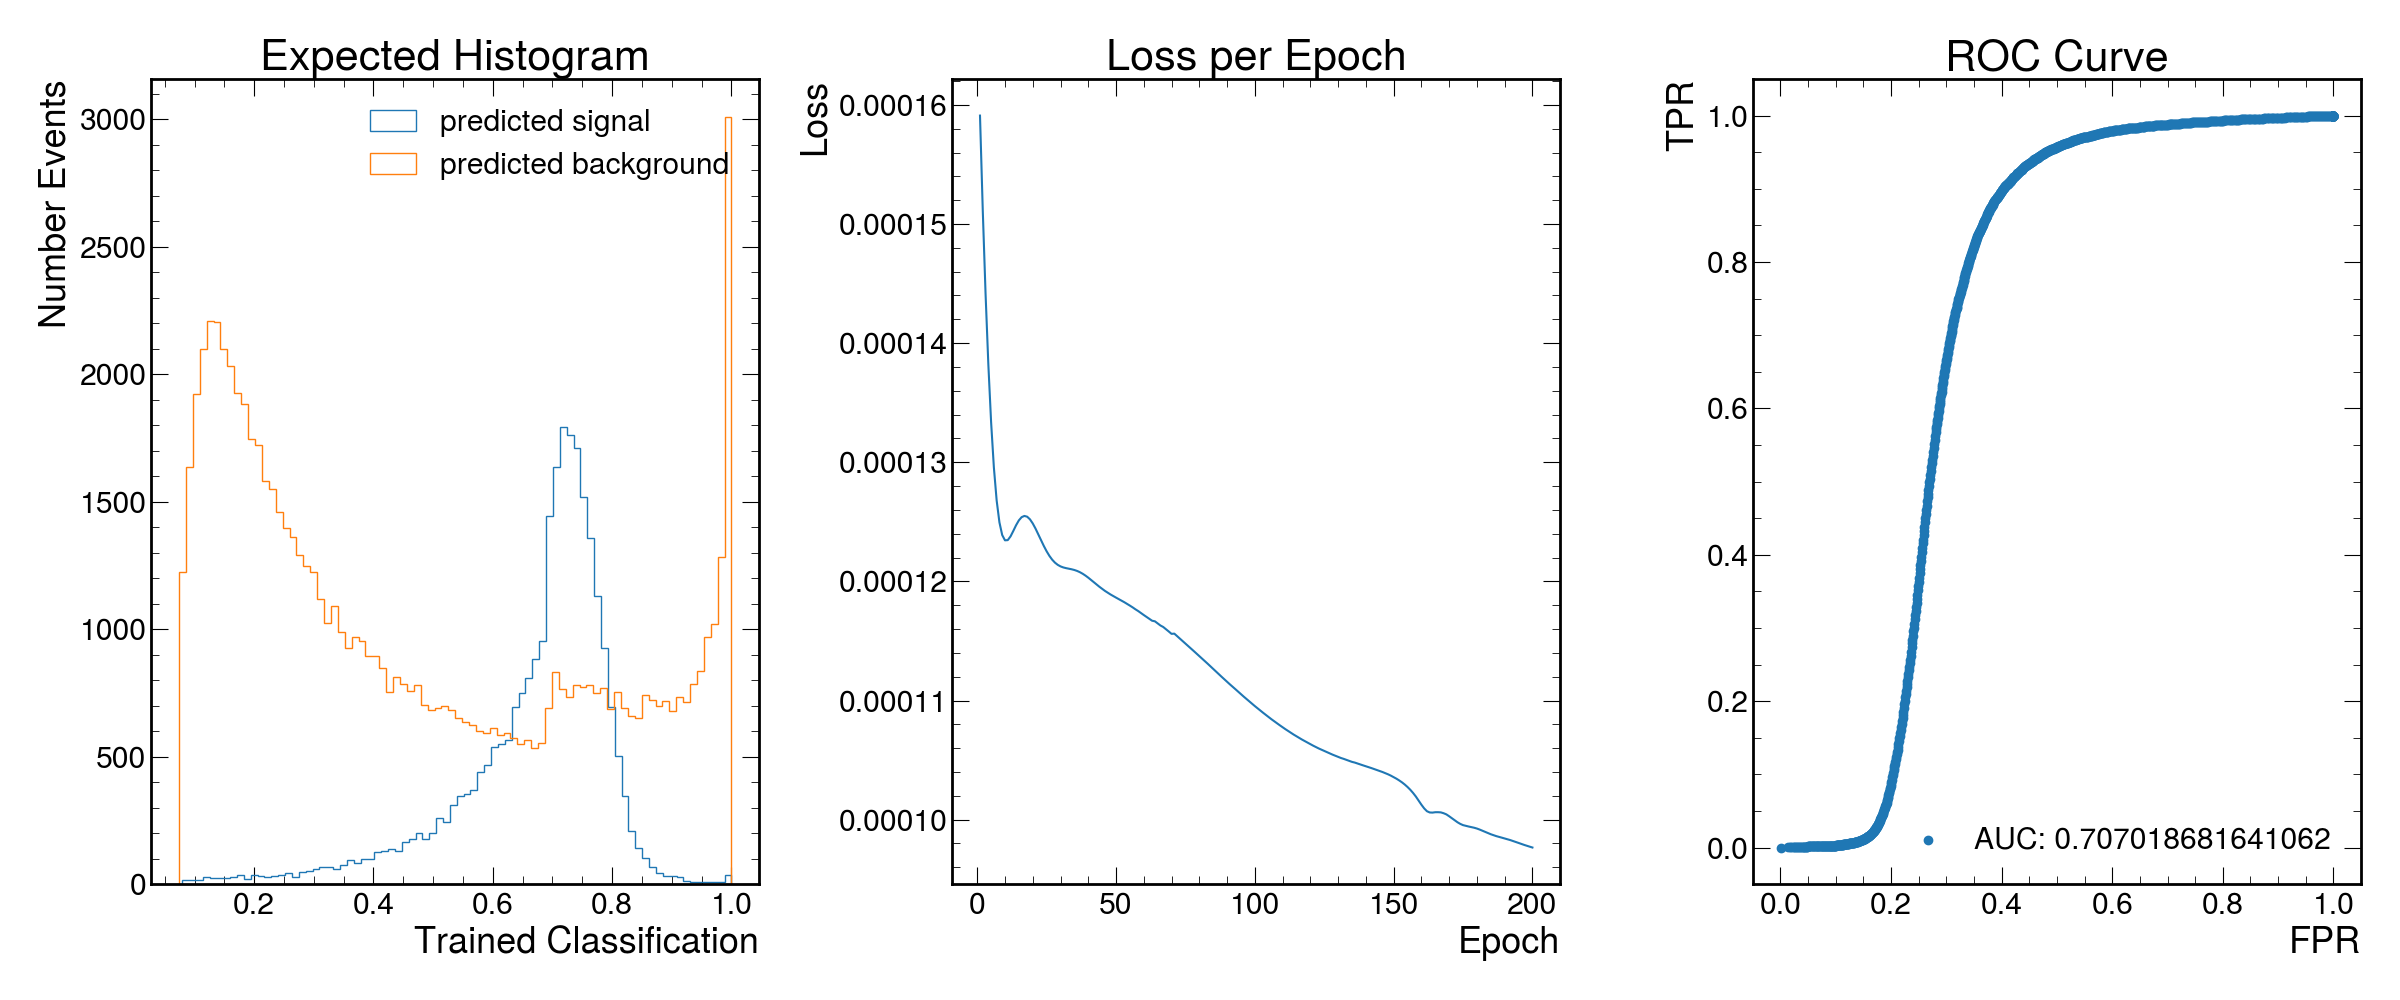 Expected Histogram
Number Events
3000
2500
2000
1500
1000
500
0
predicted signal
predicted background
0.2 0.4 0.6 0.8 1.0
Trained Classification
Loss per Epoch
Loss
0.00016
0.00015
0.00014
0.00013
0.00012
0.00011
0.00010
0 50 100 150 200
Epoch
ROC Curve
TPR
1.0
0.8
0.6
0.4
0.2
0.0
AUC: 0.707018681641062
0.0 0.2 0.4 0.6 0.8 1.0
FPR